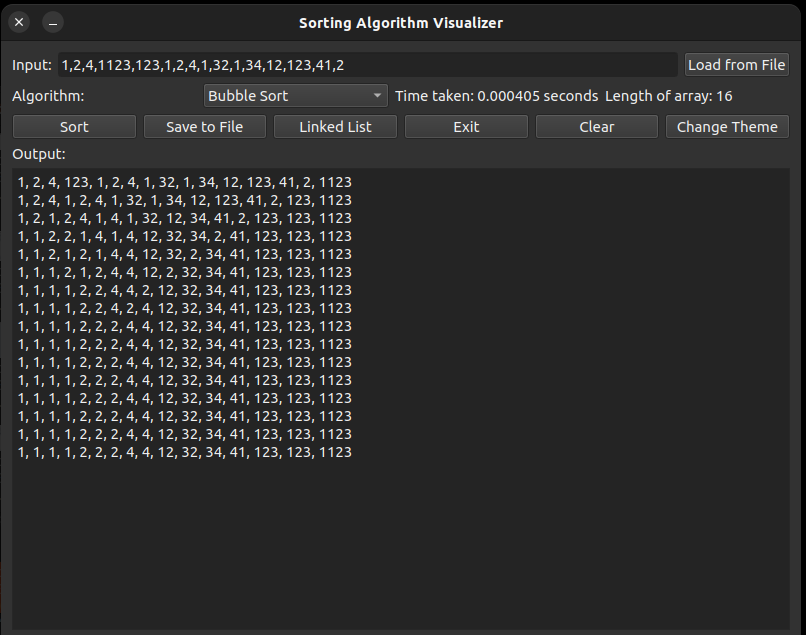 Sorting Algorithm Visualizer
Input: 1,2,4,1123,123,1,2,4,1,32,1,34,12,123,41,2 Load from File
Algorithm: Bubble Sort Time taken: 0.000405 seconds Length of array: 16
Sort Save to File Linked List Exit Clear Change Theme
Output:
1, 2, 4, 123, 1, 2, 4, 1, 32, 1, 34, 12, 123, 41, 2, 1123
1, 2, 4, 1, 2, 4, 1, 32, 1, 34, 12, 123, 41, 2, 123, 1123
1, 2, 1, 2, 4, 1, 4, 1, 32, 12, 34, 41, 2, 123, 123, 1123
1, 1, 2, 2, 1, 4, 1, 4, 12, 32, 34, 2, 41, 123, 123, 1123
1, 1, 2, 1, 2, 1, 4, 4, 12, 32, 2, 34, 41, 123, 123, 1123
1, 1, 1, 2, 1, 2, 4, 4, 12, 2, 32, 34, 41, 123, 123, 1123
1, 1, 1, 1, 2, 2, 4, 4, 2, 12, 32, 34, 41, 123, 123, 1123
1, 1, 1, 1, 2, 2, 4, 2, 4, 12, 32, 34, 41, 123, 123, 1123
1, 1, 1, 1, 2, 2, 2, 4, 4, 12, 32, 34, 41, 123, 123, 1123
1, 1, 1, 1, 2, 2, 2, 4, 4, 12, 32, 34, 41, 123, 123, 1123
1, 1, 1, 1, 2, 2, 2, 4, 4, 12, 32, 34, 41, 123, 123, 1123
1, 1, 1, 1, 2, 2, 2, 4, 4, 12, 32, 34, 41, 123, 123, 1123
1, 1, 1, 1, 2, 2, 2, 4, 4, 12, 32, 34, 41, 123, 123, 1123
1, 1, 1, 1, 2, 2, 2, 4, 4, 12, 32, 34, 41, 123, 123, 1123
1, 1, 1, 1, 2, 2, 2, 4, 4, 12, 32, 34, 41, 123, 123, 1123
1, 1, 1, 1, 2, 2, 2, 4, 4, 12, 32, 34, 41, 123, 123, 1123